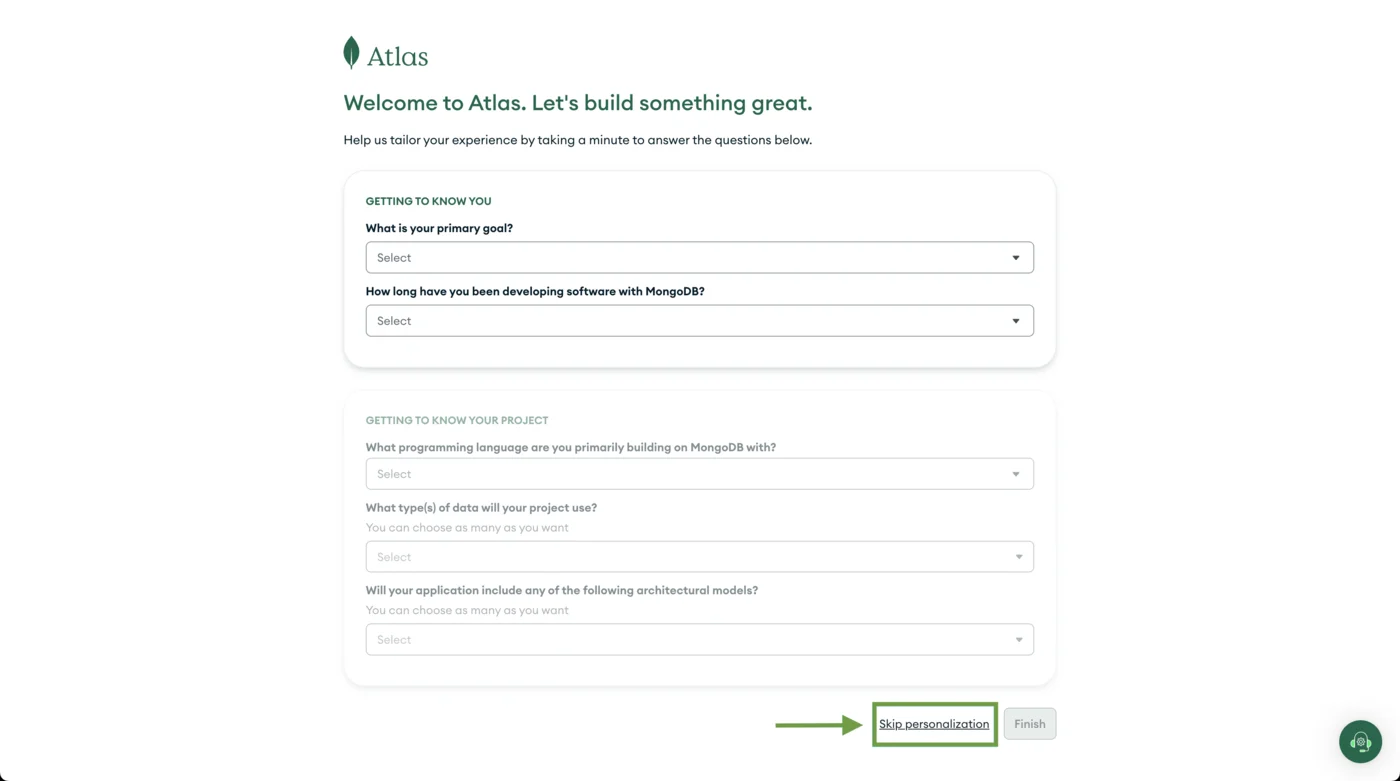 Atlas
Welcome to Atlas. Let's build something great.
Help us tailor your experience by taking a minute to answer the questions below.
GETTING TO KNOW YOU
What is your primary goal?
Select
How long have you been developing software with MongoDB?
Select
GETTING TO KNOW YOUR PROJECT
What programming language are you primarily building on MongoDB with?
Select
What type(s) of data will your project use?
You can choose as many as you want
Select
Will your application include any of the following architectural models?
You can choose as many as you want
Select
Skip personalization Finish